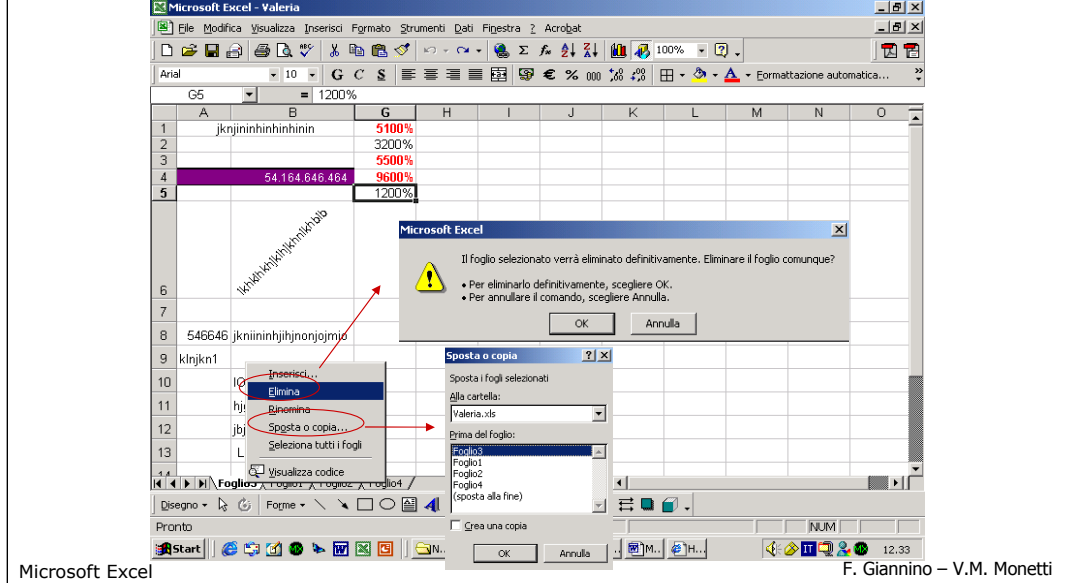 Microsoft Excel - Valeria
File Modifica Visualizza Inserisci Formato Strumenti Dati Finestra ? Acrobat
100%
Arial 10 G C S € % 000 Formattazione automatica...
G5 = 1200%
A B G H I J K L M N O
1 jknjininhinhinhinin 5100%
2 3200%
3 5500%
4 54.164.646.464 9600%
5 1200%
6
7
8 546646 jkniininhjihjnonjojmjo
9 klnjkn1
10
11
12
13 L
Microsoft Excel
Il foglio selezionato verrà eliminato definitivamente. Eliminare il foglio comunque?
• Per eliminarlo definitivamente, scegliere OK.
• Per annullare il comando, scegliere Annulla.
OK Annulla
Inserisci...
Elimina
Rinomina
Sposta o copia...
Seleziona tutti i fogli
Visualizza codice
Sposta o copia
Sposta i fogli selezionati
Alla cartella:
Valeria.xls
Prima del foglio:
Foglio3
Foglio1
Foglio2
Foglio4
(sposta alla fine)
Crea una copia
OK Annulla
Foglio3 Foglio1 Foglio2 Foglio4
Disegno Forme
Pronto NUM
Start N.. M.. H... IT 12.33
Microsoft Excel
F. Giannino – V.M. Monetti